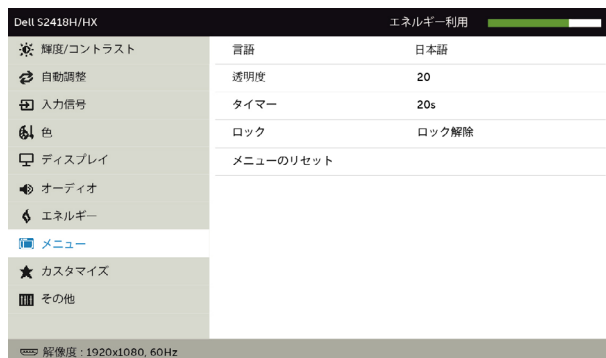 Dell S2418H/HX エネルギー利用
輝度/コントラスト 言語 日本語
自動調整 透明度 20
入力信号 タイマー 20s
色 ロック ロック解除
ディスプレイ メニューのリセット
オーディオ
エネルギー
メニュー
カスタマイズ
その他
解像度 : 1920x1080, 60Hz